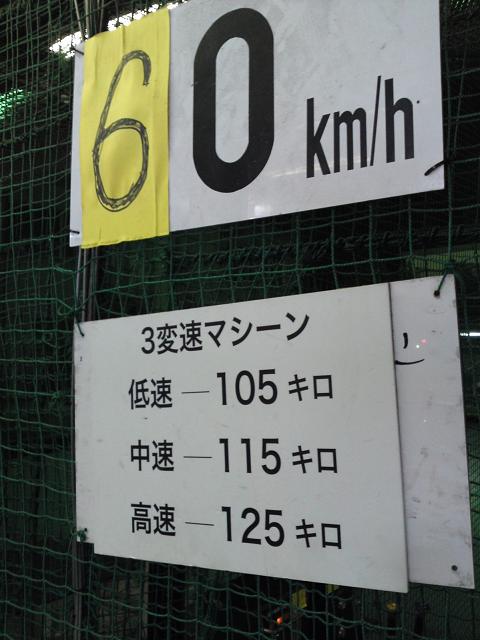 60 km/h
3変速マシーン
低速 — 105 キロ
中速 — 115 キロ
高速 — 125 キロ